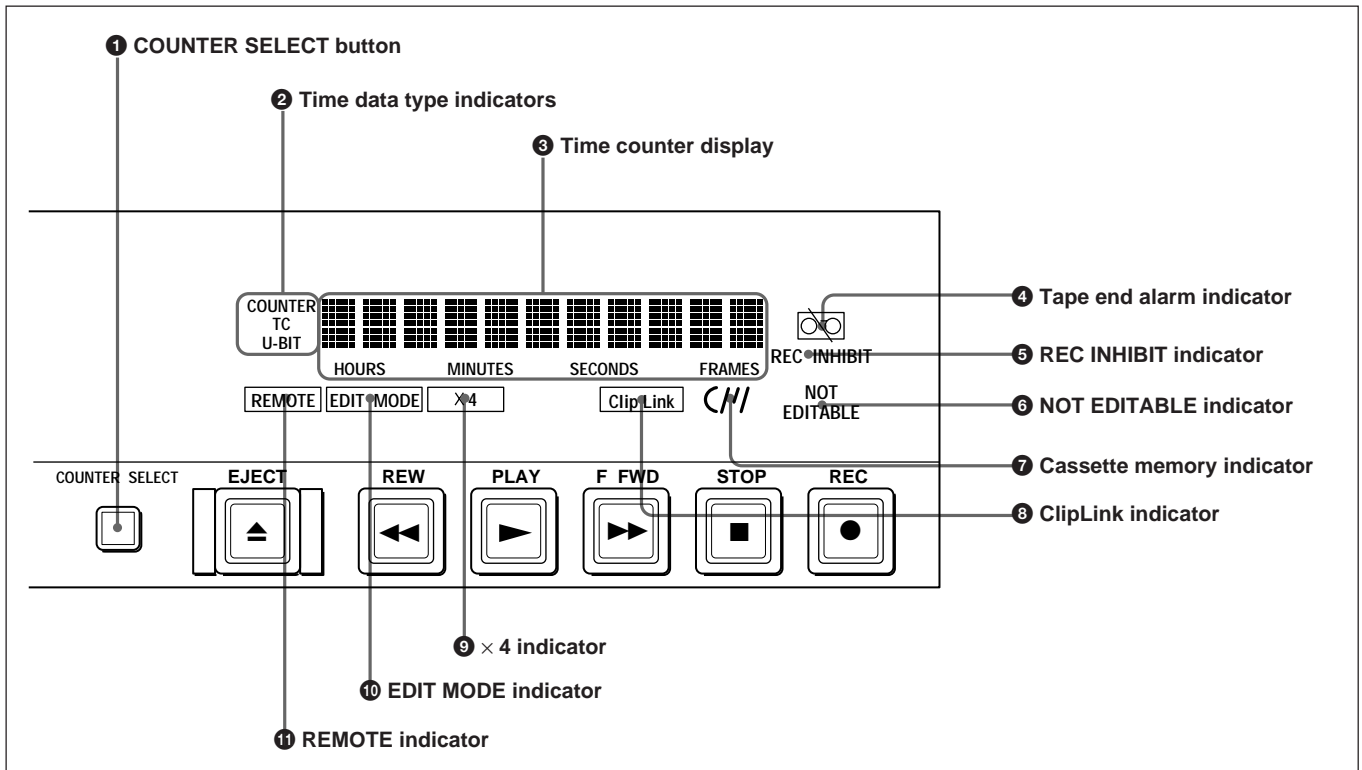 ❶ COUNTER SELECT button
❷ Time data type indicators
❸ Time counter display
COUNTER
TC
U-BIT
❹ Tape end alarm indicator
REC INHIBIT
❺ REC INHIBIT indicator
HOURS MINUTES SECONDS FRAMES
REMOTE EDIT MODE ×4 Clip Link
NOT
EDITABLE
❻ NOT EDITABLE indicator
❼ Cassette memory indicator
COUNTER SELECT EJECT REW PLAY F FWD STOP REC
❽ ClipLink indicator
❾ × 4 indicator
❿ EDIT MODE indicator
⓫ REMOTE indicator